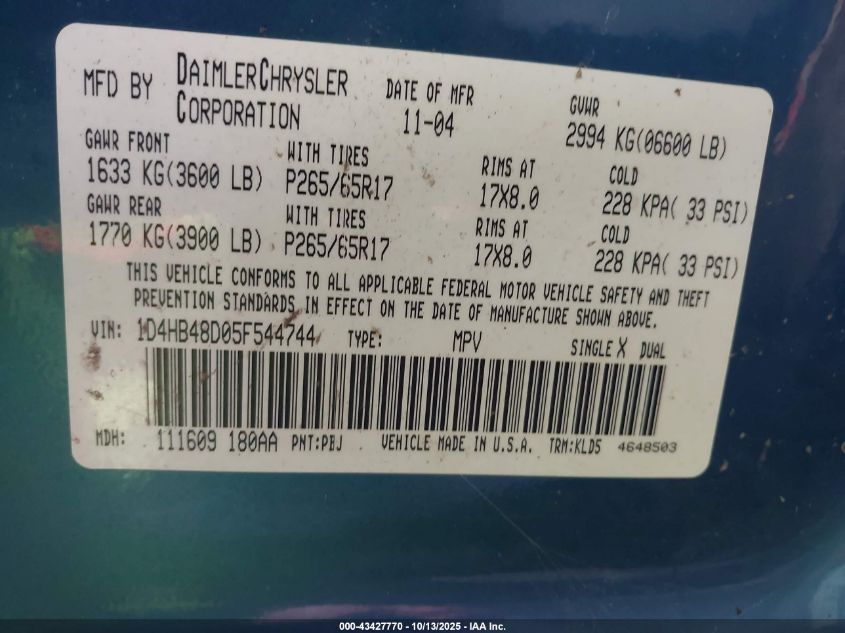 MFD BY DAIMLERCHRYSLER CORPORATION DATE OF MFR 11-04 GVWR 2994 KG(06600 LB)
GAWR FRONT WITH TIRES RIMS AT COLD
1633 KG(3600 LB) P265/65R17 17X8.0 228 KPA( 33 PSI)
GAWR REAR WITH TIRES RIMS AT COLD
1770 KG(3900 LB) P265/65R17 17X8.0 228 KPA( 33 PSI)
THIS VEHICLE CONFORMS TO ALL APPLICABLE FEDERAL MOTOR VEHICLE SAFETY AND THEFT
PREVENTION STANDARDS IN EFFECT ON THE DATE OF MANUFACTURE SHOWN ABOVE.
VIN: 1D4HB48D05F544744 TYPE: MPV SINGLE X DUAL
MDH: 111609 180AA PNT:PBJ VEHICLE MADE IN U.S.A. TRM:KLD5 4648503
000-43427770 - 10/13/2025 - IAA Inc.